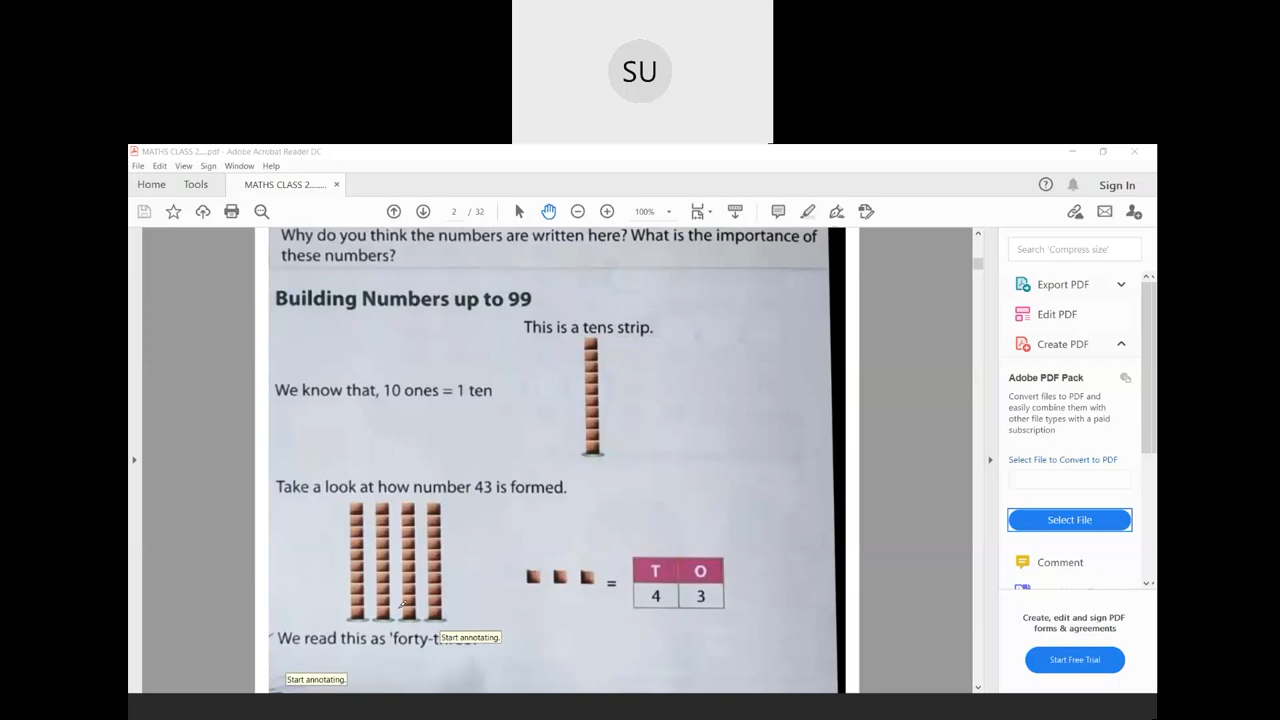 SU
MATHS CLASS 2....pdf - Adobe Acrobat Reader DC
File Edit View Sign Window Help
Home Tools MATHS CLASS 2........ × Sign In
2 / 32 100%
Why do you think the numbers are written here? What is the importance of
these numbers?
Building Numbers up to 99
This is a tens strip.
We know that, 10 ones = 1 ten
Take a look at how number 43 is formed.
= T O
4 3
We read this as 'forty-
Start annotating.
Start annotating.
Search 'Compress size'
Export PDF
Edit PDF
Create PDF
Adobe PDF Pack
Convert files to PDF and
easily combine them with
other file types with a paid
subscription
Select File to Convert to PDF
Select File
Comment
Create, edit and sign PDF
forms & agreements
Start Free Trial